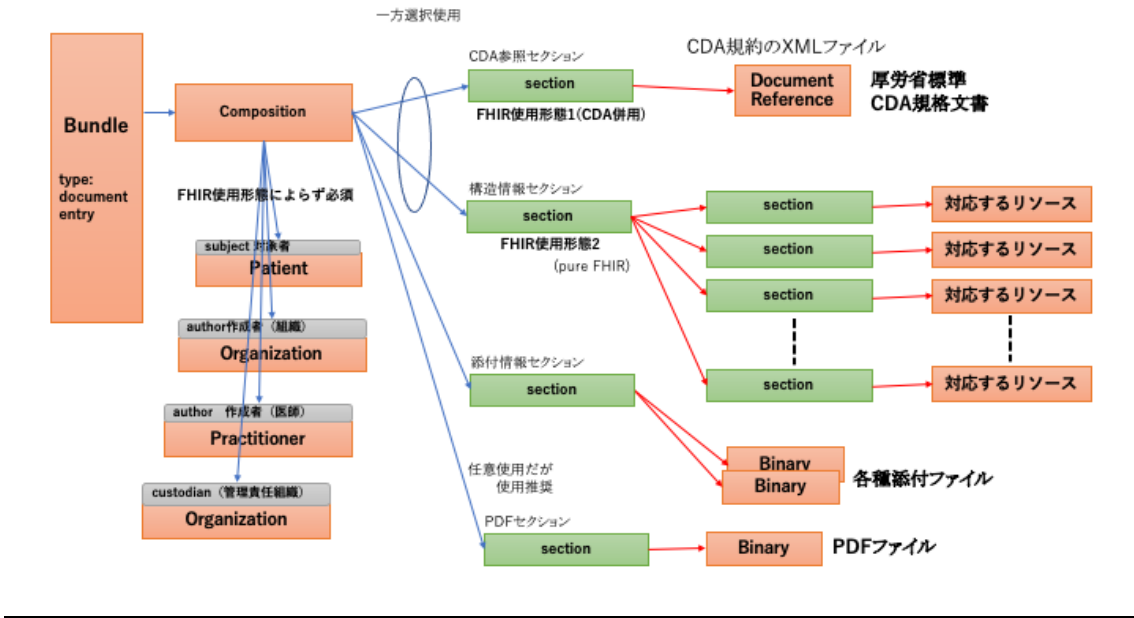 一方選択使用
Bundle
type:
document
entry
Composition
FHIR使用形態によらず必須
subject 対象者
Patient
author作成者（組織）
Organization
author　作成者（医師）
Practitioner
custodian（管理責任組織）
Organization
CDA参照セクション
section
FHIR使用形態1(CDA併用)
CDA規約のXMLファイル
Document
Reference
厚労省標準
CDA規格文書
構造情報セクション
section
FHIR使用形態2
(pure FHIR)
section
対応するリソース
section
対応するリソース
section
対応するリソース
section
対応するリソース
添付情報セクション
section
Binary
Binary
各種添付ファイル
任意使用だが
使用推奨
PDFセクション
section
Binary
PDFファイル